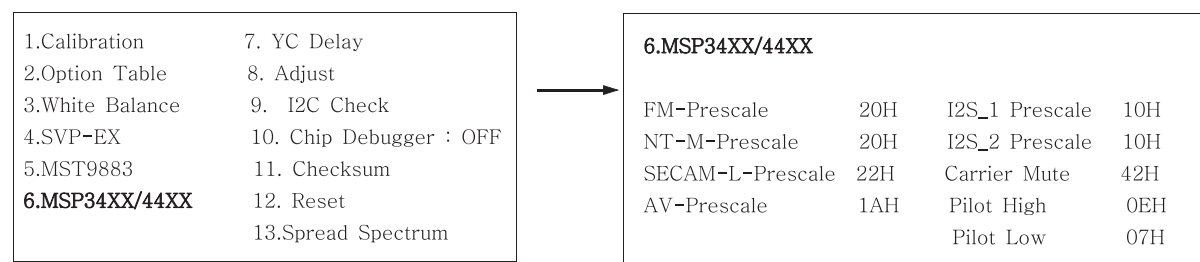 1.Calibration
2.Option Table
3.White Balance
4.SVP-EX
5.MST9883
6.MSP34XX/44XX
7. YC Delay
8. Adjust
9. I2C Check
10. Chip Debugger : OFF
11. Checksum
12. Reset
13.Spread Spectrum
6.MSP34XX/44XX
FM-Prescale 20H
NT-M-Prescale 20H
SECAM-L-Prescale 22H
AV-Prescale 1AH
I2S_1 Prescale 10H
I2S_2 Prescale 10H
Carrier Mute 42H
Pilot High 0EH
Pilot Low 07H